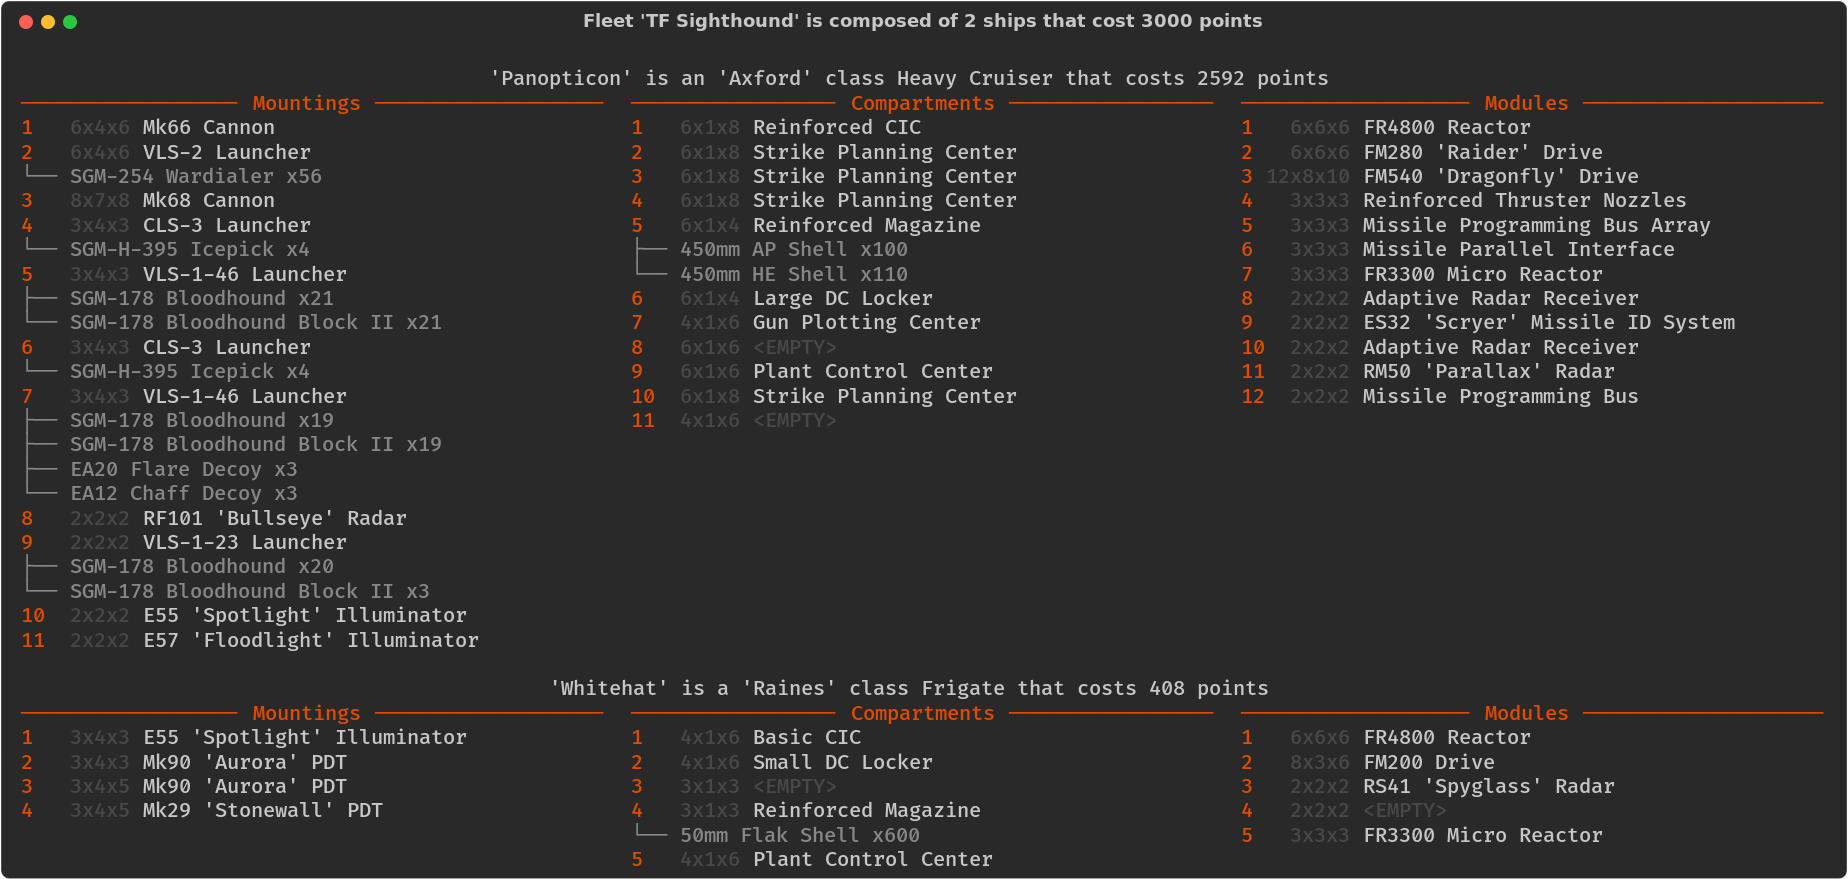 Fleet 'TF Sighthound' is composed of 2 ships that cost 3000 points
'Panopticon' is an 'Axford' class Heavy Cruiser that costs 2592 points
Mountings
1 6x4x6 Mk66 Cannon
2 6x4x6 VLS-2 Launcher
SGM-254 Wardialer x56
3 8x7x8 Mk68 Cannon
4 3x4x3 CLS-3 Launcher
SGM-H-395 Icepick x4
5 3x4x3 VLS-1-46 Launcher
SGM-178 Bloodhound x21
SGM-178 Bloodhound Block II x21
6 3x4x3 CLS-3 Launcher
SGM-H-395 Icepick x4
7 3x4x3 VLS-1-46 Launcher
SGM-178 Bloodhound x19
SGM-178 Bloodhound Block II x19
EA20 Flare Decoy x3
EA12 Chaff Decoy x3
8 2x2x2 RF101 'Bullseye' Radar
9 2x2x2 VLS-1-23 Launcher
SGM-178 Bloodhound x20
SGM-178 Bloodhound Block II x3
10 2x2x2 E55 'Spotlight' Illuminator
11 2x2x2 E57 'Floodlight' Illuminator
Compartments
1 6x1x8 Reinforced CIC
2 6x1x8 Strike Planning Center
3 6x1x8 Strike Planning Center
4 6x1x8 Strike Planning Center
5 6x1x4 Reinforced Magazine
450mm AP Shell x100
450mm HE Shell x110
6 6x1x4 Large DC Locker
7 4x1x6 Gun Plotting Center
8 6x1x6 <EMPTY>
9 6x1x6 Plant Control Center
10 6x1x8 Strike Planning Center
11 4x1x6 <EMPTY>
Modules
1 6x6x6 FR4800 Reactor
2 6x6x6 FM280 'Raider' Drive
3 12x8x10 FM540 'Dragonfly' Drive
4 3x3x3 Reinforced Thruster Nozzles
5 3x3x3 Missile Programming Bus Array
6 3x3x3 Missile Parallel Interface
7 3x3x3 FR3300 Micro Reactor
8 2x2x2 Adaptive Radar Receiver
9 2x2x2 ES32 'Scryer' Missile ID System
10 2x2x2 Adaptive Radar Receiver
11 2x2x2 RM50 'Parallax' Radar
12 2x2x2 Missile Programming Bus
'Whitehat' is a 'Raines' class Frigate that costs 408 points
Mountings
1 3x4x3 E55 'Spotlight' Illuminator
2 3x4x3 Mk90 'Aurora' PDT
3 3x4x5 Mk90 'Aurora' PDT
4 3x4x5 Mk29 'Stonewall' PDT
Compartments
1 4x1x6 Basic CIC
2 4x1x6 Small DC Locker
3 3x1x3 <EMPTY>
4 3x1x3 Reinforced Magazine
50mm Flak Shell x600
5 4x1x6 Plant Control Center
Modules
1 6x6x6 FR4800 Reactor
2 8x3x6 FM200 Drive
3 2x2x2 RS41 'Spyglass' Radar
4 2x2x2 <EMPTY>
5 3x3x3 FR3300 Micro Reactor